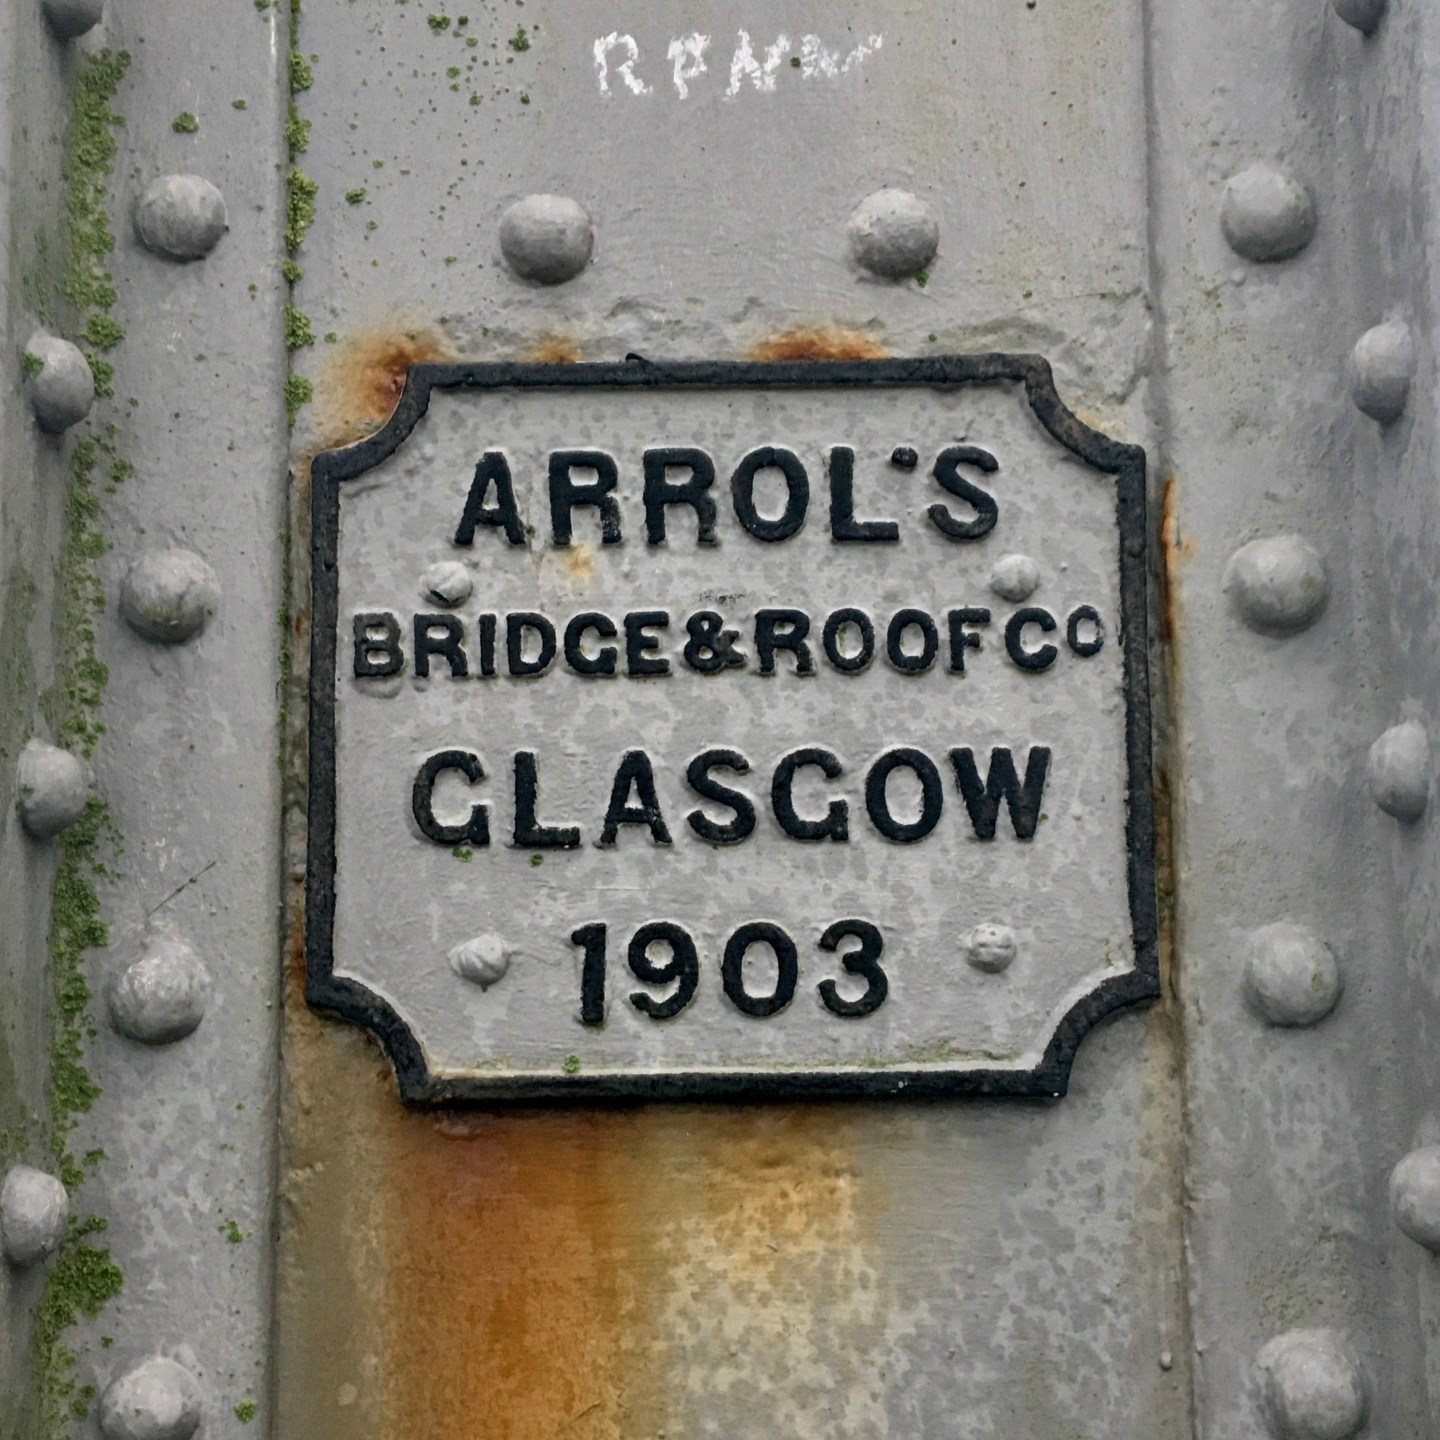 ARROL'S
BRIDGE & ROOF CO
GLASGOW
1903